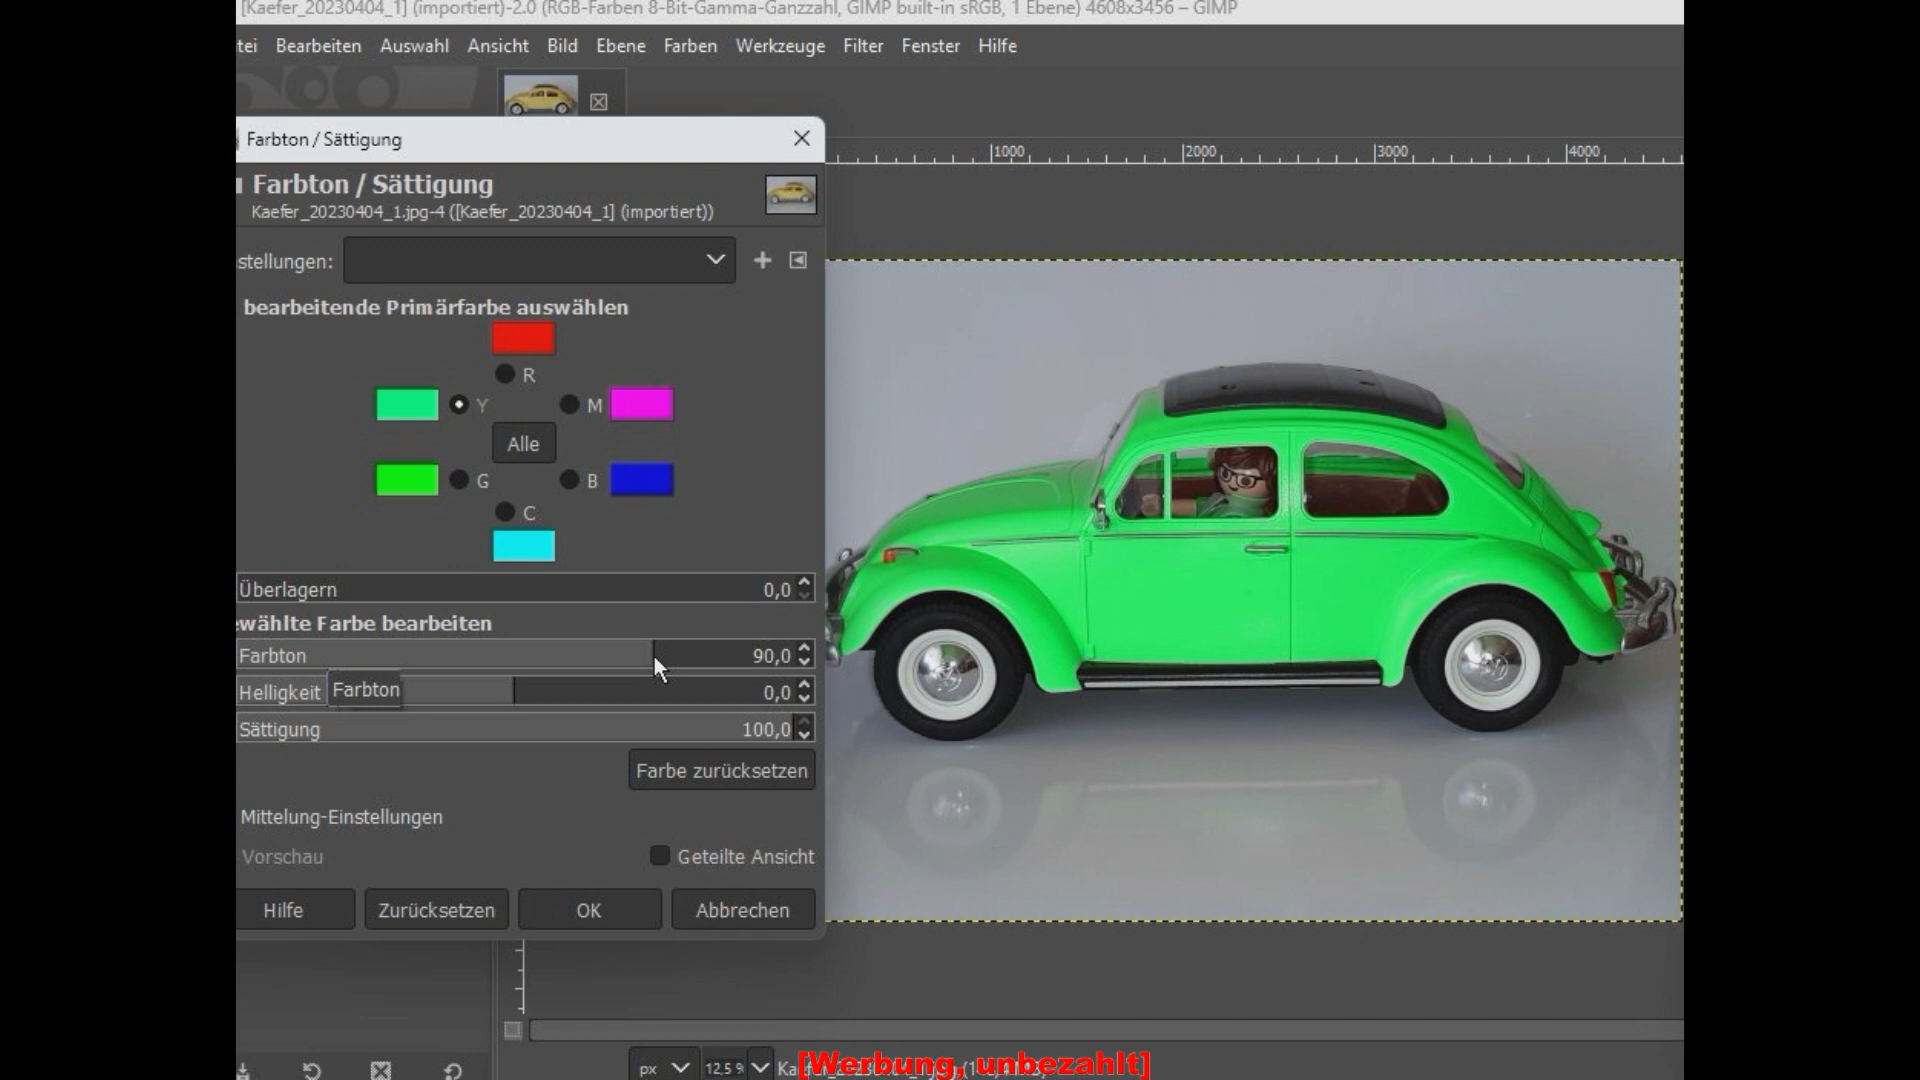 [Kaefer_20230404_1] (importiert)-2.0 (RGB-Farben 8-Bit-Gamma-Ganzzahl, GIMP built-in sRGB, 1 Ebene) 4608x3456 – GIMP
tei Bearbeiten Auswahl Ansicht Bild Ebene Farben Werkzeuge Filter Fenster Hilfe
Farbton / Sättigung
1000 2000 3000 4000
Farbton / Sättigung
Kaefer_20230404_1.jpg-4 ([Kaefer_20230404_1] (importiert))
stellungen:
bearbeitende Primärfarbe auswählen
R
Y M
Alle
G B
C
Überlagern 0,0
ewählte Farbe bearbeiten
Farbton 90,0
Helligkeit Farbton 0,0
Sättigung 100,0
Farbe zurücksetzen
Mittelung-Einstellungen
Vorschau Geteilte Ansicht
Hilfe Zurücksetzen OK Abbrechen
px 12,5 %
[Werbung, unbezahlt]